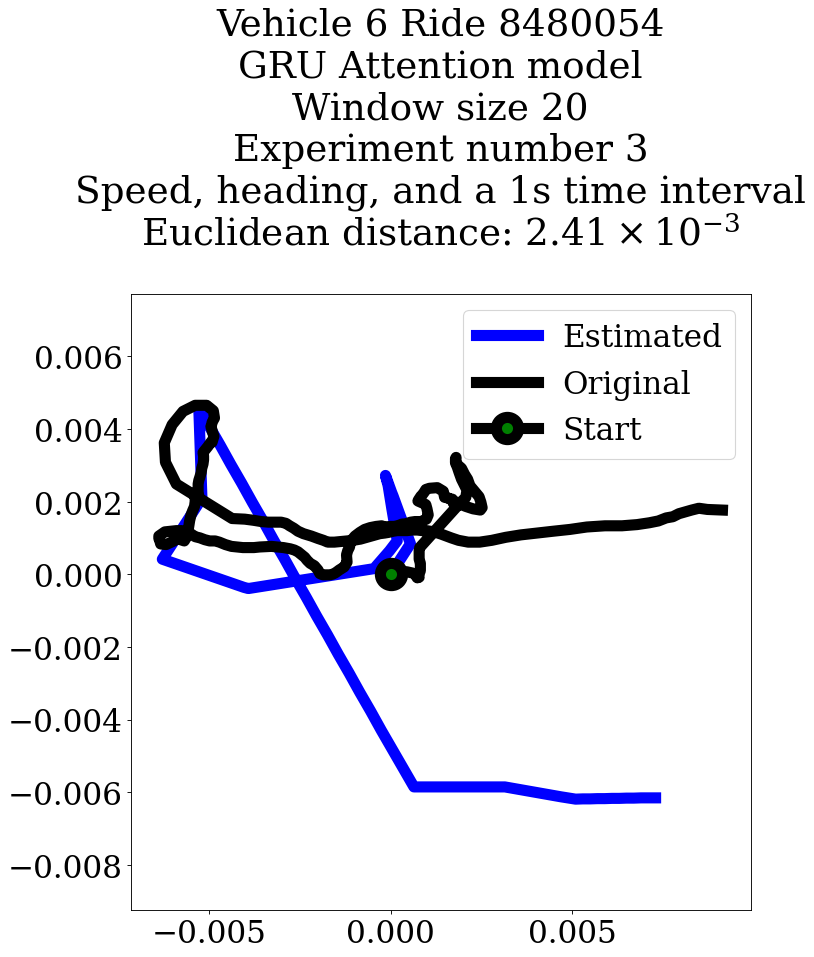 Vehicle 6 Ride 8480054
GRU Attention model
Window size 20
Experiment number 3
Speed, heading, and a 1s time interval
Euclidean distance: 2.41 × 10⁻³
Estimated
Original
Start
0.006
0.004
0.002
0.000
−0.002
−0.004
−0.006
−0.008
−0.005
0.000
0.005